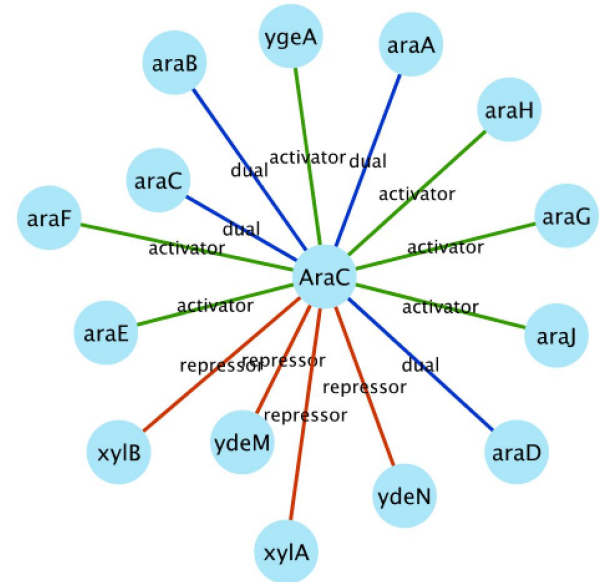 ygeA
araA
araB
araH
activator
dual
dual
araC
activator
araF
araG
dual
activator
activator
AraC
activator
activator
araE
araJ
repressor
repressor
dual
repressor
repressor
ydeM
xylB
araD
ydeN
xylA